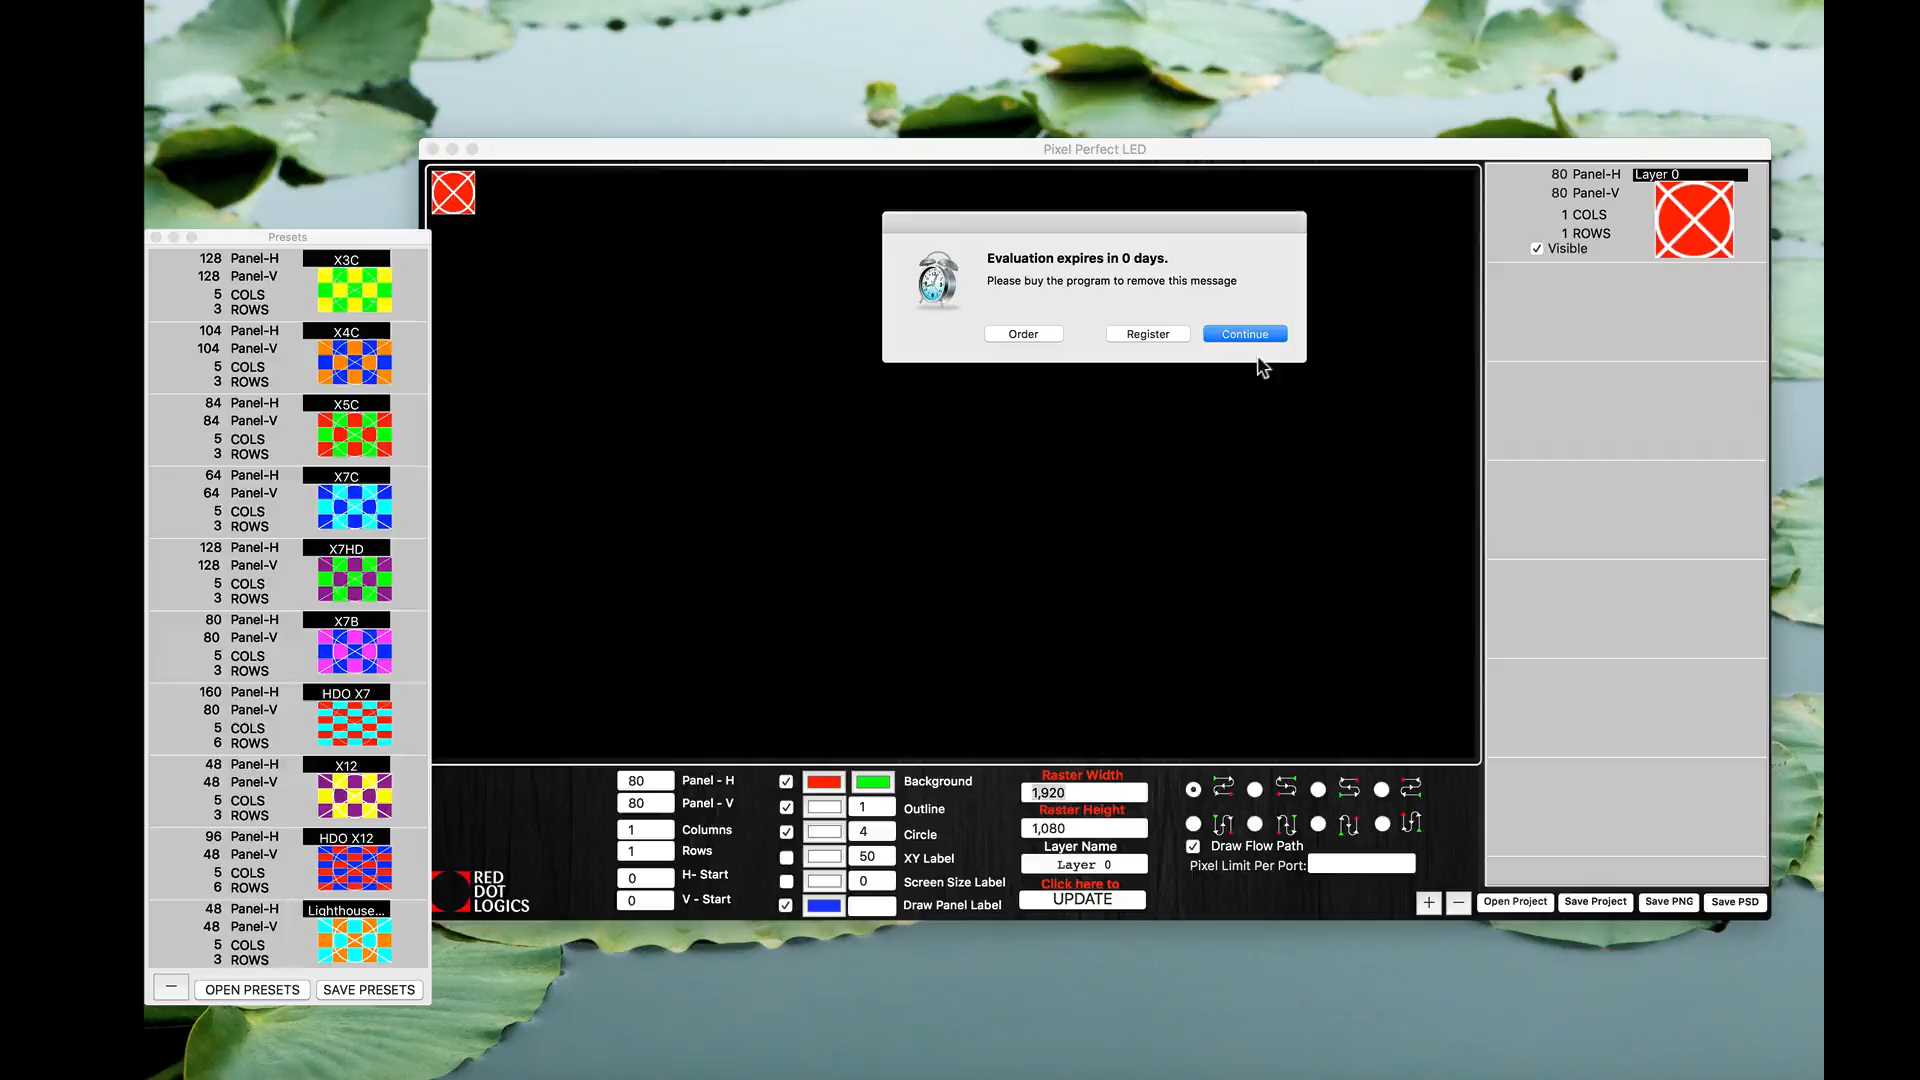 Pixel Perfect LED
80 Panel-H Layer 0
80 Panel-V
1 COLS
1 ROWS
Visible
Evaluation expires in 0 days.
Please buy the program to remove this message
Order Register Continue
Presets
128 Panel-H X3C
128 Panel-V
5 COLS
3 ROWS
104 Panel-H X4C
104 Panel-V
5 COLS
3 ROWS
84 Panel-H X5C
84 Panel-V
5 COLS
3 ROWS
64 Panel-H X7C
64 Panel-V
5 COLS
3 ROWS
128 Panel-H X7HD
128 Panel-V
5 COLS
3 ROWS
80 Panel-H X7B
80 Panel-V
5 COLS
3 ROWS
160 Panel-H HDO X7
80 Panel-V
5 COLS
6 ROWS
48 Panel-H X12
48 Panel-V
5 COLS
3 ROWS
96 Panel-H HDO X12
48 Panel-V
5 COLS
6 ROWS
48 Panel-H Lighthouse...
48 Panel-V
5 COLS
3 ROWS
− OPEN PRESETS SAVE PRESETS
RED
DOT
LOGICS
80 Panel - H
80 Panel - V
1 Columns
1 Rows
0 H- Start
0 V - Start
Background
1 Outline
4 Circle
50 XY Label
0 Screen Size Label
Draw Panel Label
Raster Width
1,920
Raster Height
1,080
Layer Name
Layer 0
Click here to
UPDATE
Draw Flow Path
Pixel Limit Per Port:
+ − Open Project Save Project Save PNG Save PSD